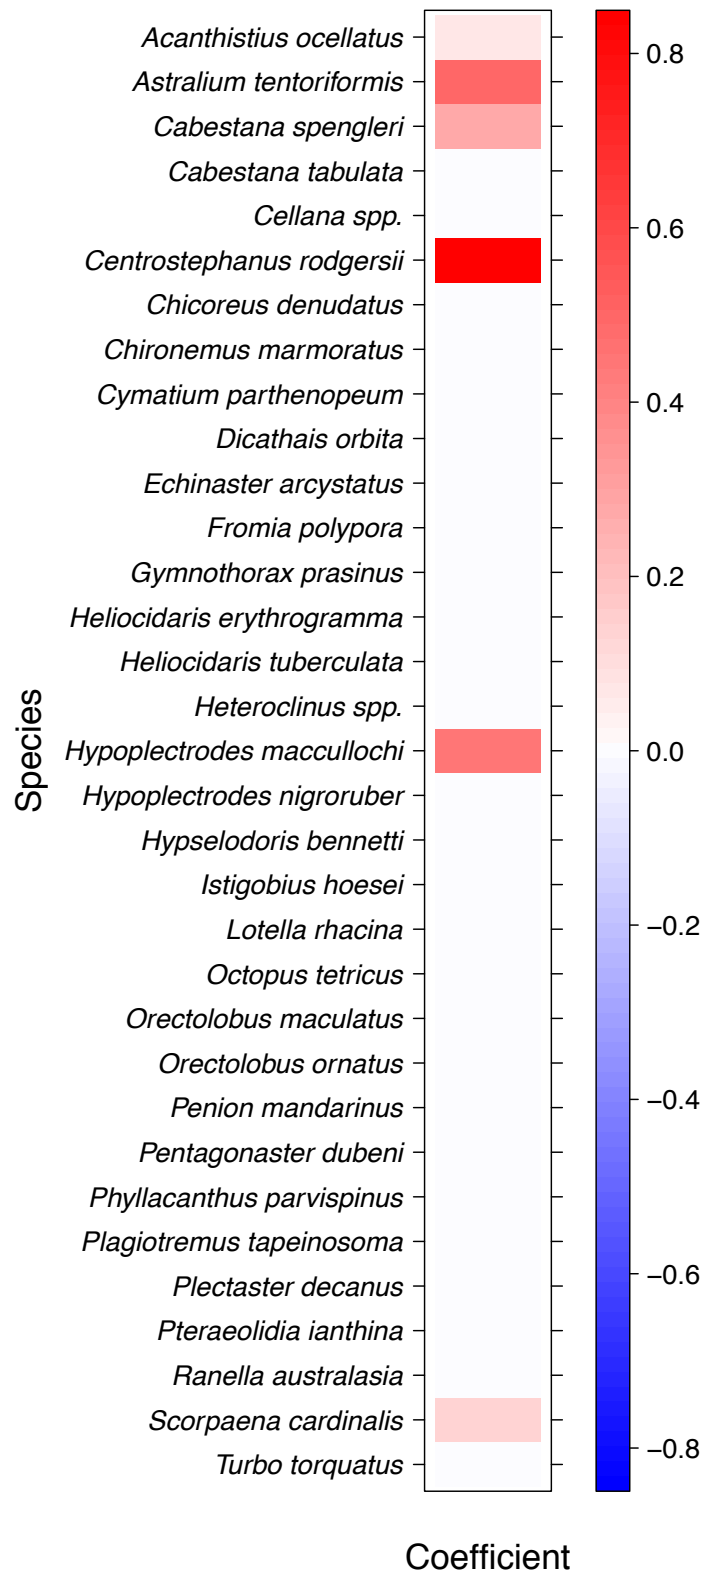 Acanthistius ocellatus
Astralium tentoriformis
Cabestana spengleri
Cabestana tabulata
Cellana spp.
Centrostephanus rodgersii
Chicoreus denudatus
Chironemus marmoratus
Cymatium parthenopeum
Dicathais orbita
Echinaster arcystatus
Fromia polypora
Gymnothorax prasinus
Heliocidaris erythrogramma
Heliocidaris tuberculata
Heteroclinus spp.
Hypoplectrodes maccullochi
Hypoplectrodes nigroruber
Hypselodoris bennetti
Istigobius hoesei
Lotella rhacina
Octopus tetricus
Orectolobus maculatus
Orectolobus ornatus
Penion mandarinus
Pentagonaster dubeni
Phyllacanthus parvispinus
Plagiotremus tapeinosoma
Plectaster decanus
Pteraeolidia ianthina
Ranella australasia
Scorpaena cardinalis
Turbo torquatus
Species
Coefficient
0.8
0.6
0.4
0.2
0.0
−0.2
−0.4
−0.6
−0.8